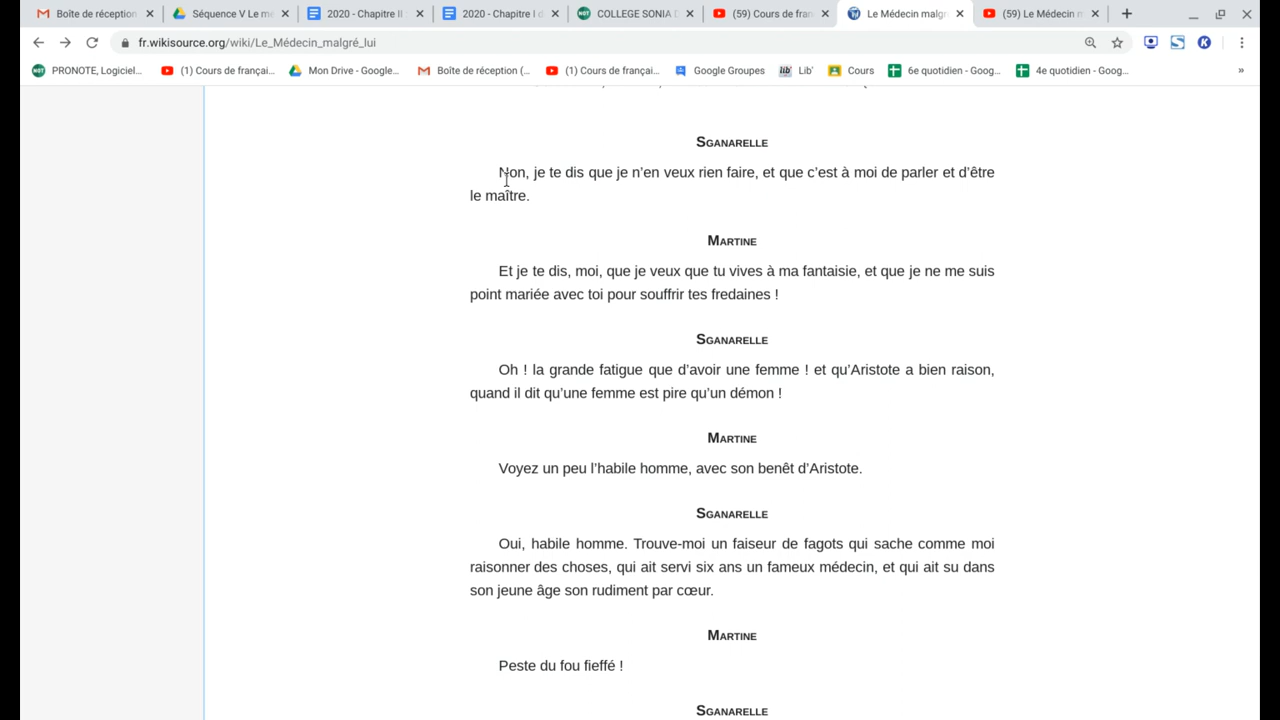 Boîte de réception
Séquence V Le me
2020 - Chapitre II
2020 - Chapitre I d
COLLEGE SONIA D
(59) Cours de fran
Le Médecin malgr
(59) Le Médecin m
fr.wikisource.org/wiki/Le_Médecin_malgré_lui
PRONOTE, Logiciel...
(1) Cours de françai...
Mon Drive - Google...
Boîte de réception (...
(1) Cours de françai...
Google Groupes
lib' Lib'
Cours
6e quotidien - Goog...
4e quotidien - Goog...
»
SGANARELLE
Non, je te dis que je n’en veux rien faire, et que c’est à moi de parler et d’être
le maître.
MARTINE
Et je te dis, moi, que je veux que tu vives à ma fantaisie, et que je ne me suis
point mariée avec toi pour souffrir tes fredaines !
SGANARELLE
Oh ! la grande fatigue que d’avoir une femme ! et qu’Aristote a bien raison,
quand il dit qu’une femme est pire qu’un démon !
MARTINE
Voyez un peu l’habile homme, avec son benêt d’Aristote.
SGANARELLE
Oui, habile homme. Trouve-moi un faiseur de fagots qui sache comme moi
raisonner des choses, qui ait servi six ans un fameux médecin, et qui ait su dans
son jeune âge son rudiment par cœur.
MARTINE
Peste du fou fieffé !
SGANARELLE